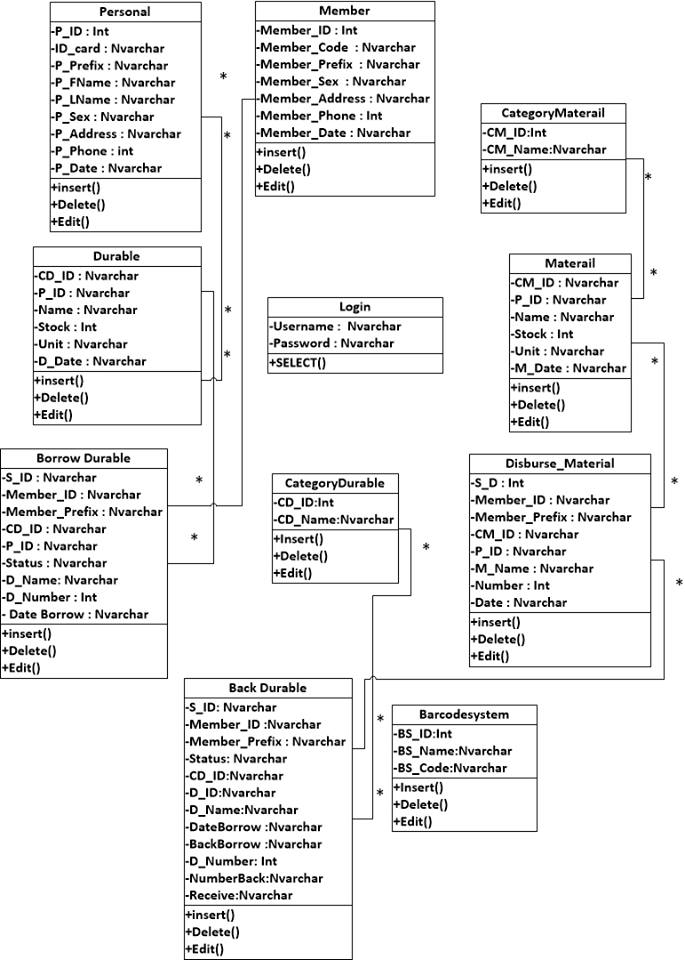 Personal
-P_ID : Int
-ID_card : Nvarchar
-P_Prefix : Nvarchar
-P_FName : Nvarchar
-P_LName : Nvarchar
-P_Sex : Nvarchar
-P_Address : Nvarchar
-P_Phone : int
-P_Date : Nvarchar
+insert()
+Delete()
+Edit()
*
*
Member
-Member_ID : Int
-Member_Code : Nvarchar
-Member_Prefix : Nvarchar
-Member_Sex : Nvarchar
-Member_Address : Nvarchar
-Member_Phone : Int
-Member_Date : Nvarchar
+insert()
+Delete()
+Edit()
CategoryMaterail
-CM_ID:Int
-CM_Name:Nvarchar
+insert()
+Delete()
+Edit()
*
*
Durable
-CD_ID : Nvarchar
-P_ID : Nvarchar
-Name : Nvarchar
-Stock : Int
-Unit : Nvarchar
-D_Date : Nvarchar
+insert()
+Delete()
+Edit()
*
*
Login
-Username : Nvarchar
-Password : Nvarchar
+SELECT()
Materail
-CM_ID : Nvarchar
-P_ID : Nvarchar
-Name : Nvarchar
-Stock : Int
-Unit : Nvarchar
-M_Date : Nvarchar
+insert()
+Delete()
+Edit()
*
*
Borrow Durable
-S_ID : Nvarchar
-Member_ID : Nvarchar
-Member_Prefix : Nvarchar
-CD_ID : Nvarchar
-P_ID : Nvarchar
-Status : Nvarchar
-D_Name: Nvarchar
-D_Number : Int
- Date Borrow : Nvarchar
+insert()
+Delete()
+Edit()
*
*
CategoryDurable
-CD_ID:Int
-CD_Name:Nvarchar
+Insert()
+Delete()
+Edit()
*
Disburse_Material
-S_D : Int
-Member_ID : Nvarchar
-Member_Prefix : Nvarchar
-CM_ID : Nvarchar
-P_ID : Nvarchar
-M_Name : Nvarchar
-Number : Int
-Date : Nvarchar
+insert()
+Delete()
+Edit()
*
Back Durable
-S_ID: Nvarchar
-Member_ID :Nvarchar
-Member_Prefix : Nvarchar
-Status: Nvarchar
-CD_ID:Nvarchar
-D_ID:Nvarchar
-D_Name:Nvarchar
-DateBorrow :Nvarchar
-BackBorrow :Nvarchar
-D_Number: Int
-NumberBack:Nvarchar
-Receive:Nvarchar
+insert()
+Delete()
+Edit()
*
*
Barcodesystem
-BS_ID:Int
-BS_Name:Nvarchar
-BS_Code:Nvarchar
+Insert()
+Delete()
+Edit()